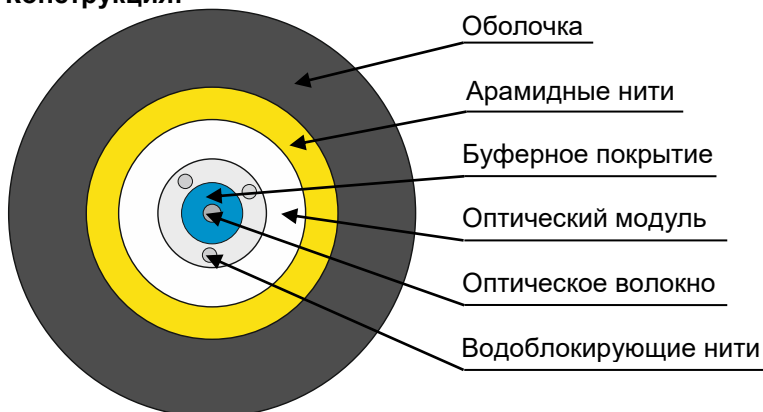 Конструкция:
Оболочка
Арамидные нити
Буферное покрытие
Оптический модуль
Оптическое волокно
Водоблокирующие нити